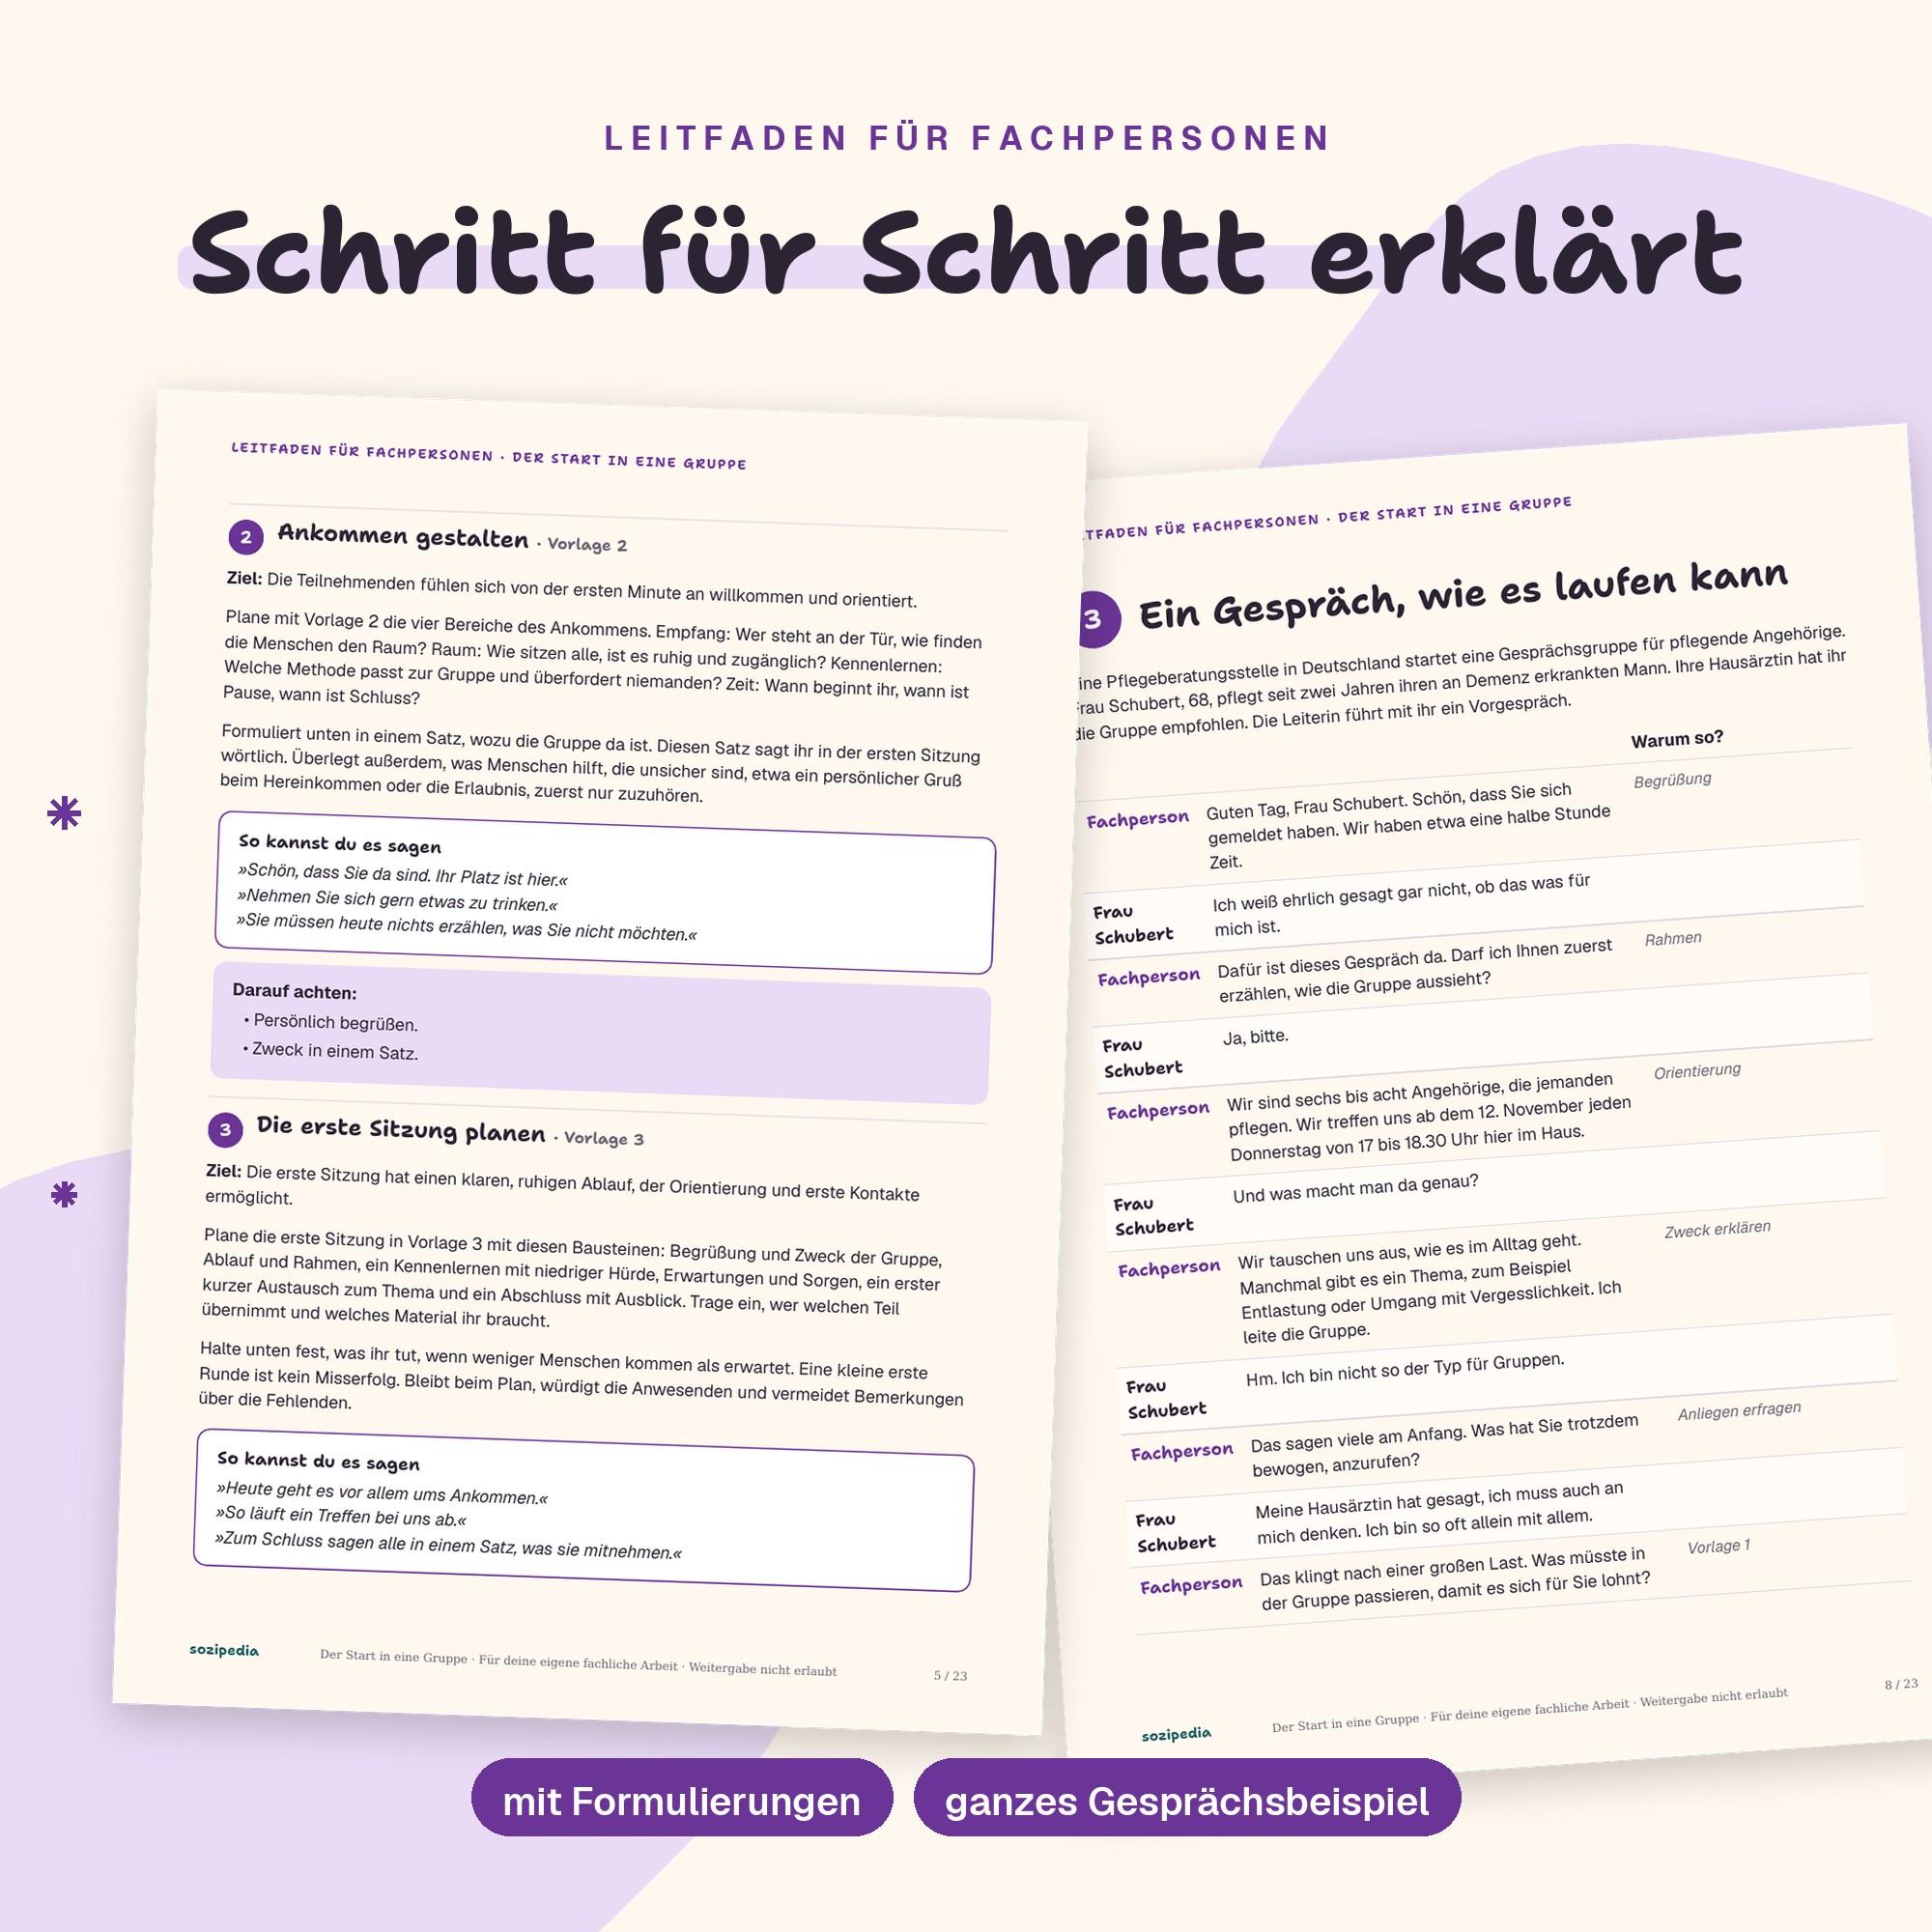 LEITFADEN FÜR FACHPERSONEN
Schritt für Schritt erklärt
LEITFADEN FÜR FACHPERSONEN · DER START IN EINE GRUPPE
2 Ankommen gestalten · Vorlage 2
Ziel: Die Teilnehmenden fühlen sich von der ersten Minute an willkommen und orientiert.
Plane mit Vorlage 2 die vier Bereiche des Ankommens. Empfang: Wer steht an der Tür, wie finden
die Menschen den Raum? Raum: Wie sitzen alle, ist es ruhig und zugänglich? Kennenlernen:
Welche Methode passt zur Gruppe und überfordert niemanden? Zeit: Wann beginnt ihr, wann ist
Pause, wann ist Schluss?
Formuliert unten in einem Satz, wozu die Gruppe da ist. Diesen Satz sagt ihr in der ersten Sitzung
wörtlich. Überlegt außerdem, was Menschen hilft, die unsicher sind, etwa ein persönlicher Gruß
beim Hereinkommen oder die Erlaubnis, zuerst nur zuzuhören.
So kannst du es sagen
»Schön, dass Sie da sind. Ihr Platz ist hier.«
»Nehmen Sie sich gern etwas zu trinken.«
»Sie müssen heute nichts erzählen, was Sie nicht möchten.«
Darauf achten:
• Persönlich begrüßen.
• Zweck in einem Satz.
3 Die erste Sitzung planen · Vorlage 3
Ziel: Die erste Sitzung hat einen klaren, ruhigen Ablauf, der Orientierung und erste Kontakte
ermöglicht.
Plane die erste Sitzung in Vorlage 3 mit diesen Bausteinen: Begrüßung und Zweck der Gruppe,
Ablauf und Rahmen, ein Kennenlernen mit niedriger Hürde, Erwartungen und Sorgen, ein erster
kurzer Austausch zum Thema und ein Abschluss mit Ausblick. Trage ein, wer welchen Teil
übernimmt und welches Material ihr braucht.
Halte unten fest, was ihr tut, wenn weniger Menschen kommen als erwartet. Eine kleine erste
Runde ist kein Misserfolg. Bleibt beim Plan, würdigt die Anwesenden und vermeidet Bemerkungen
über die Fehlenden.
So kannst du es sagen
»Heute geht es vor allem ums Ankommen.«
»So läuft ein Treffen bei uns ab.«
»Zum Schluss sagen alle in einem Satz, was sie mitnehmen.«
sozipedia Der Start in eine Gruppe · Für deine eigene fachliche Arbeit · Weitergabe nicht erlaubt 5 / 23
TFADEN FÜR FACHPERSONEN · DER START IN EINE GRUPPE
3 Ein Gespräch, wie es laufen kann
ine Pflegeberatungsstelle in Deutschland startet eine Gesprächsgruppe für pflegende Angehörige.
Frau Schubert, 68, pflegt seit zwei Jahren ihren an Demenz erkrankten Mann. Ihre Hausärztin hat ihr
die Gruppe empfohlen. Die Leiterin führt mit ihr ein Vorgespräch.
Warum so?
Fachperson Guten Tag, Frau Schubert. Schön, dass Sie sich Begrüßung
gemeldet haben. Wir haben etwa eine halbe Stunde
Zeit.
Frau Ich weiß ehrlich gesagt gar nicht, ob das was für
Schubert mich ist.
Fachperson Dafür ist dieses Gespräch da. Darf ich Ihnen zuerst Rahmen
erzählen, wie die Gruppe aussieht?
Frau Ja, bitte.
Schubert
Fachperson Wir sind sechs bis acht Angehörige, die jemanden Orientierung
pflegen. Wir treffen uns ab dem 12. November jeden
Donnerstag von 17 bis 18.30 Uhr hier im Haus.
Frau Und was macht man da genau?
Schubert
Fachperson Wir tauschen uns aus, wie es im Alltag geht. Zweck erklären
Manchmal gibt es ein Thema, zum Beispiel
Entlastung oder Umgang mit Vergesslichkeit. Ich
leite die Gruppe.
Frau Hm. Ich bin nicht so der Typ für Gruppen.
Schubert
Fachperson Das sagen viele am Anfang. Was hat Sie trotzdem Anliegen erfragen
bewogen, anzurufen?
Frau Meine Hausärztin hat gesagt, ich muss auch an
Schubert mich denken. Ich bin so oft allein mit allem.
Fachperson Das klingt nach einer großen Last. Was müsste in Vorlage 1
der Gruppe passieren, damit es sich für Sie lohnt?
sozipedia Der Start in eine Gruppe · Für deine eigene fachliche Arbeit · Weitergabe nicht erlaubt 8 / 23
mit Formulierungen
ganzes Gesprächsbeispiel